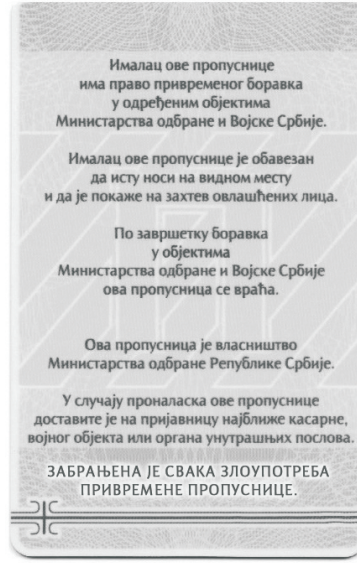 Ималац ове пропуснице
има право привременог боравка
у одређеним објектима
Министарства одбране и Војске Србије.
Ималац ове пропуснице је обавезан
да исту носи на видном месту
и да је покаже на захтев овлашћених лица.
По завршетку боравка
у објектима
Министарства одбране и Војске Србије
ова пропусница се враћа.
Ова пропусница је власништво
Министарства одбране Републике Србије.
У случају проналаска ове пропуснице
доставите је на пријавницу најближе касарне,
војног објекта или органа унутрашњих послова.
ЗАБРАЊЕНА ЈЕ СВАКА ЗЛОУПОТРЕБА
ПРИВРЕМЕНЕ ПРОПУСНИЦЕ.